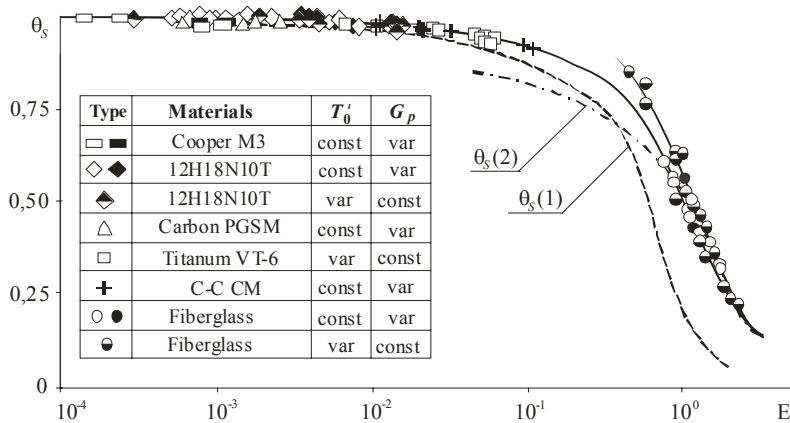 θS
0,75
0,50
0,25
0
Type Materials T′0 Gp
Cooper M3 const var
12H18N10T const var
12H18N10T var const
Carbon PGSM const var
Titanum VT-6 var const
C-C CM const var
Fiberglass const var
Fiberglass var const
θS(2)
θS(1)
10⁻⁴ 10⁻³ 10⁻² 10⁻¹ 10⁰ E